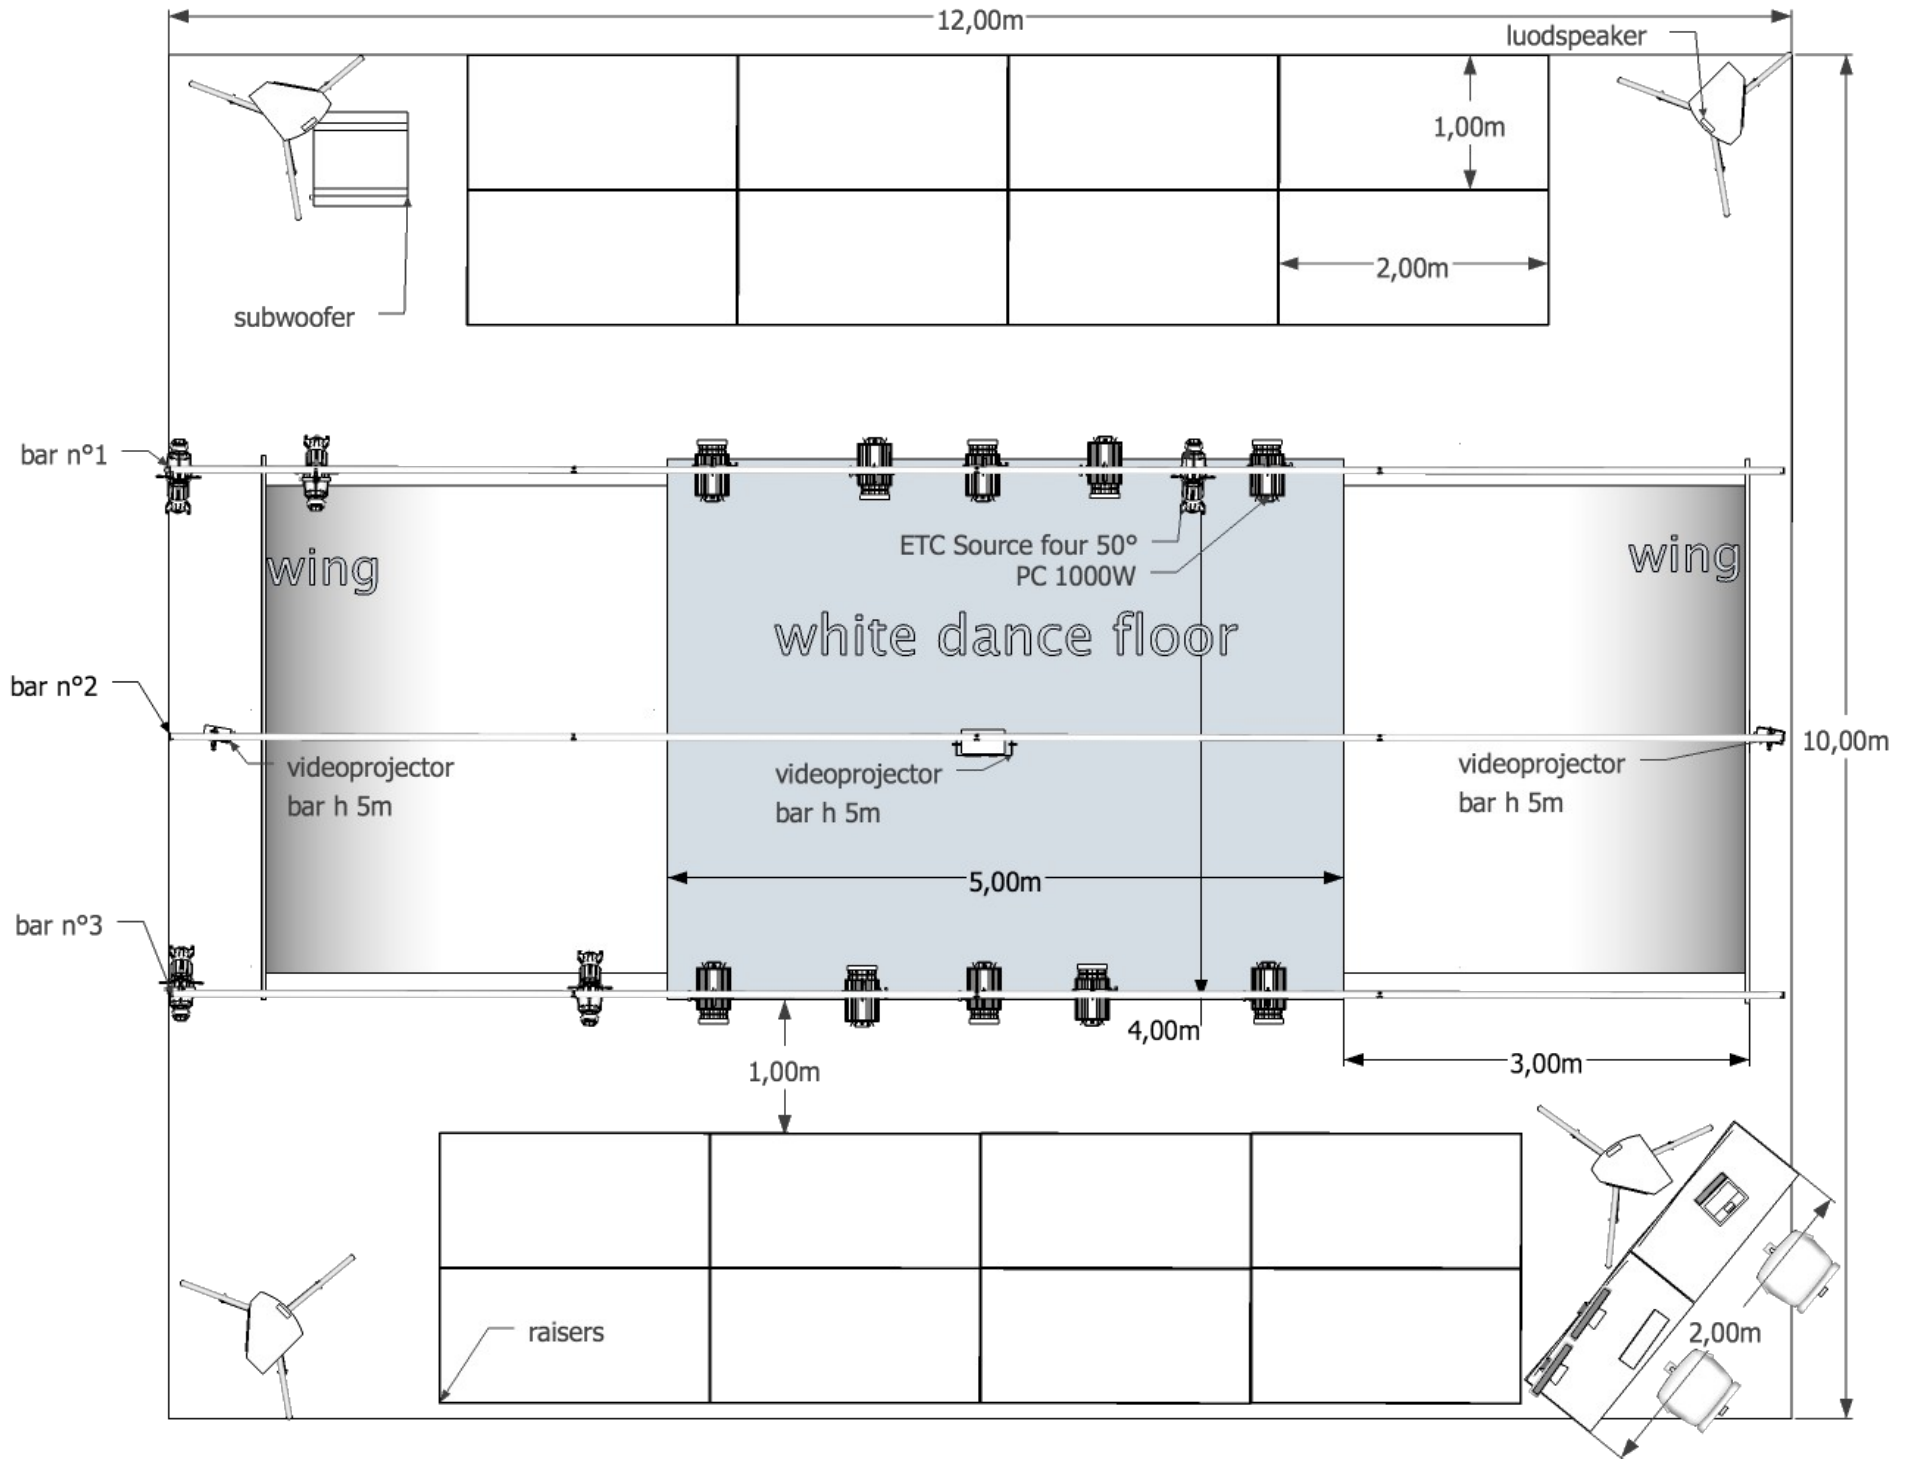 12,00m
luodspeaker
1,00m
2,00m
subwoofer
bar n°1
ETC Source four 50°
PC 1000W
wing
wing
white dance floor
bar n°2
10,00m
videoprojector
bar h 5m
videoprojector
bar h 5m
videoprojector
bar h 5m
5,00m
bar n°3
4,00m
3,00m
1,00m
raisers
2,00m